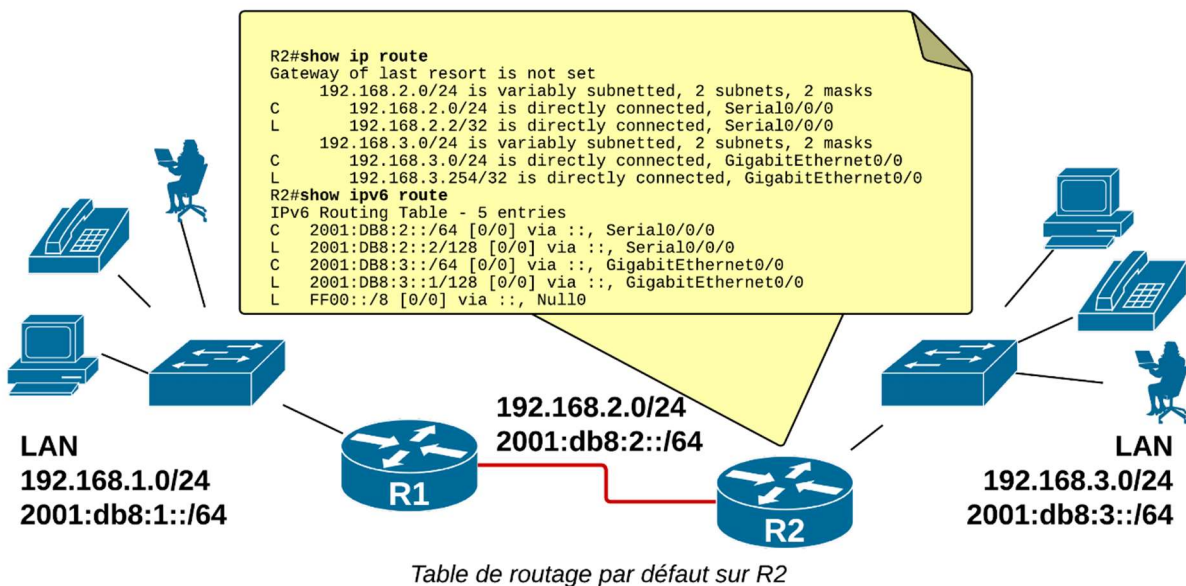 R2#show ip route
Gateway of last resort is not set
192.168.2.0/24 is variably subnetted, 2 subnets, 2 masks
C 192.168.2.0/24 is directly connected, Serial0/0/0
L 192.168.2.2/32 is directly connected, Serial0/0/0
192.168.3.0/24 is variably subnetted, 2 subnets, 2 masks
C 192.168.3.0/24 is directly connected, GigabitEthernet0/0
L 192.168.3.254/32 is directly connected, GigabitEthernet0/0
R2#show ipv6 route
IPv6 Routing Table - 5 entries
C 2001:DB8:2::/64 [0/0] via ::, Serial0/0/0
L 2001:DB8:2::2/128 [0/0] via ::, Serial0/0/0
C 2001:DB8:3::/64 [0/0] via ::, GigabitEthernet0/0
L 2001:DB8:3::1/128 [0/0] via ::, GigabitEthernet0/0
L FF00::/8 [0/0] via ::, Null0
LAN
192.168.1.0/24
2001:db8:1::/64
R1
192.168.2.0/24
2001:db8:2::/64
R2
LAN
192.168.3.0/24
2001:db8:3::/64
Table de routage par défaut sur R2